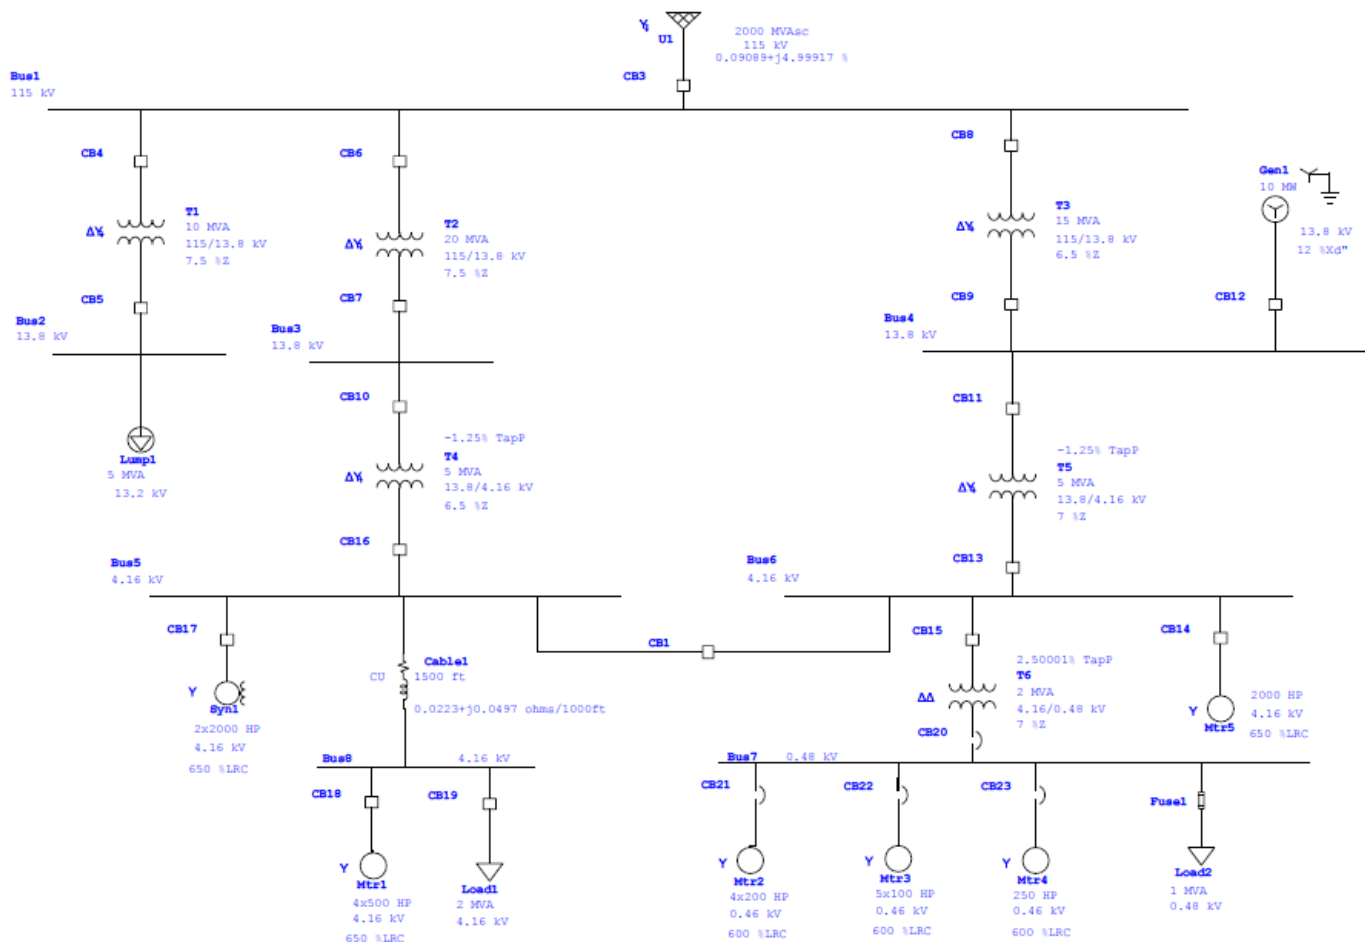 U1
2000 MVAsc
115 kV
0.09089+j4.99917 %
CB3
Bus1
115 kV
CB4
CB6
CB8
Gen1
10 MW
13.8 kV
12 %Xd"
CB12
T1
10 MVA
115/13.8 kV
7.5 %Z
ΔY
T2
20 MVA
115/13.8 kV
7.5 %Z
ΔY
T3
15 MVA
115/13.8 kV
6.5 %Z
ΔY
CB5
CB7
CB9
Bus2
13.8 kV
Bus3
13.8 kV
Bus4
13.8 kV
CB10
CB11
Lump1
5 MVA
13.2 kV
-1.25% TapP
T4
5 MVA
13.8/4.16 kV
6.5 %Z
ΔY
-1.25% TapP
T5
5 MVA
13.8/4.16 kV
7 %Z
ΔY
CB16
CB13
Bus5
4.16 kV
Bus6
4.16 kV
CB17
CB1
CB15
CB14
Cable1
CU
1500 ft
0.0223+j0.0497 ohms/1000ft
Y
Syn1
2x2000 HP
4.16 kV
650 %LRC
2.50001% TapP
T6
2 MVA
4.16/0.48 kV
7 %Z
ΔΔ
CB20
Y
Mtr5
2000 HP
4.16 kV
650 %LRC
Bus8
4.16 kV
Bus7
0.48 kV
CB18
CB19
CB21
CB22
CB23
Fuse1
Y
Mtr1
4x500 HP
4.16 kV
650 %LRC
Load1
2 MVA
4.16 kV
Y
Mtr2
4x200 HP
0.46 kV
600 %LRC
Y
Mtr3
5x100 HP
0.46 kV
600 %LRC
Y
Mtr4
250 HP
0.46 kV
600 %LRC
Load2
1 MVA
0.48 kV